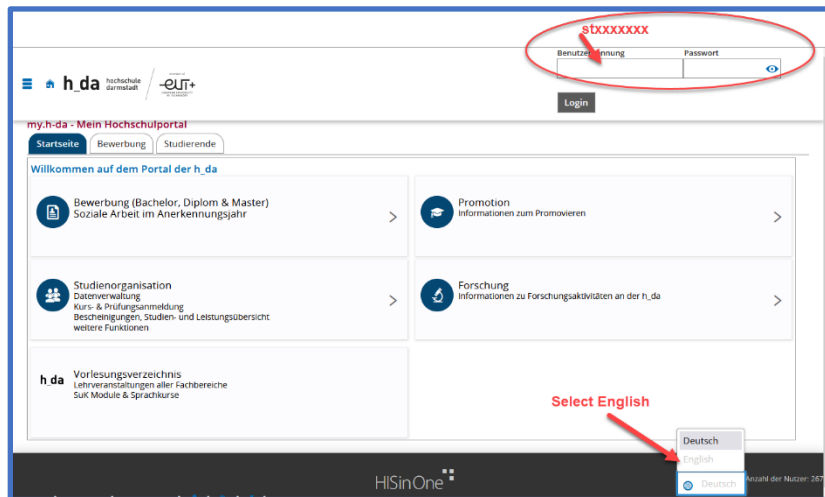 stxxxxxxx
Benutzerkennung Passwort
h_da hochschule darmstadt EUT+
Login
my.h-da - Mein Hochschulportal
Startseite Bewerbung Studierende
Willkommen auf dem Portal der h_da
Bewerbung (Bachelor, Diplom & Master)
Soziale Arbeit im Anerkennungsjahr
Promotion
Informationen zum Promovieren
Studienorganisation
Datenverwaltung
Kurs- & Prüfungsanmeldung
Bescheinigungen, Studien- und Leistungsübersicht
weitere Funktionen
Forschung
Informationen zu Forschungsaktivitäten an der h_da
h_da
Vorlesungsverzeichnis
Lehrveranstaltungen aller Fachbereiche
SuK Module & Sprachkurse
Select English
Deutsch
English
Deutsch
HISinOne
Anzahl der Nutzer: 267